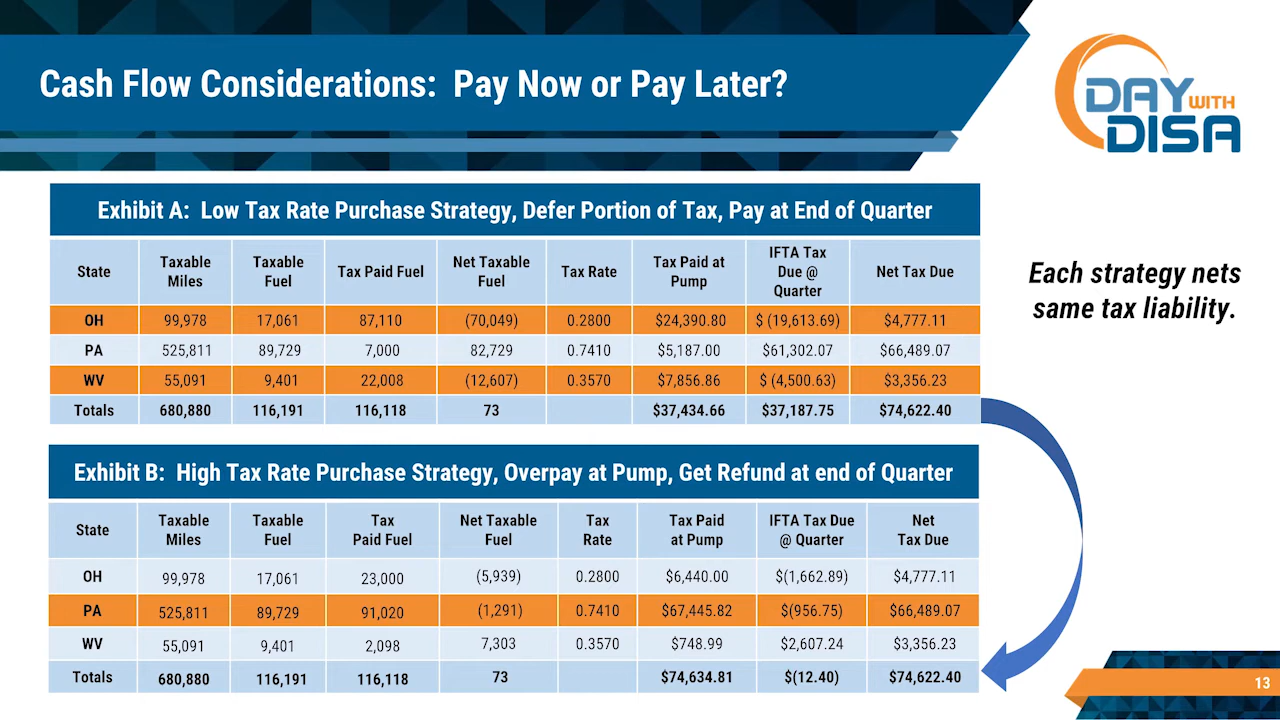 Cash Flow Considerations: Pay Now or Pay Later?
DAY WITH
DISA
Exhibit A: Low Tax Rate Purchase Strategy, Defer Portion of Tax, Pay at End of Quarter
State Taxable Miles Taxable Fuel Tax Paid Fuel Net Taxable Fuel Tax Rate Tax Paid at Pump IFTA Tax Due @ Quarter Net Tax Due
OH 99,978 17,061 87,110 (70,049) 0.2800 $24,390.80 $ (19,613.69) $4,777.11
PA 525,811 89,729 7,000 82,729 0.7410 $5,187.00 $61,302.07 $66,489.07
WV 55,091 9,401 22,008 (12,607) 0.3570 $7,856.86 $ (4,500.63) $3,356.23
Totals 680,880 116,191 116,118 73 $37,434.66 $37,187.75 $74,622.40
Each strategy nets
same tax liability.
Exhibit B: High Tax Rate Purchase Strategy, Overpay at Pump, Get Refund at end of Quarter
State Taxable Miles Taxable Fuel Tax Paid Fuel Net Taxable Fuel Tax Rate Tax Paid at Pump IFTA Tax Due @ Quarter Net Tax Due
OH 99,978 17,061 23,000 (5,939) 0.2800 $6,440.00 $(1,662.89) $4,777.11
PA 525,811 89,729 91,020 (1,291) 0.7410 $67,445.82 $(956.75) $66,489.07
WV 55,091 9,401 2,098 7,303 0.3570 $748.99 $2,607.24 $3,356.23
Totals 680,880 116,191 116,118 73 $74,634.81 $(12.40) $74,622.40
13